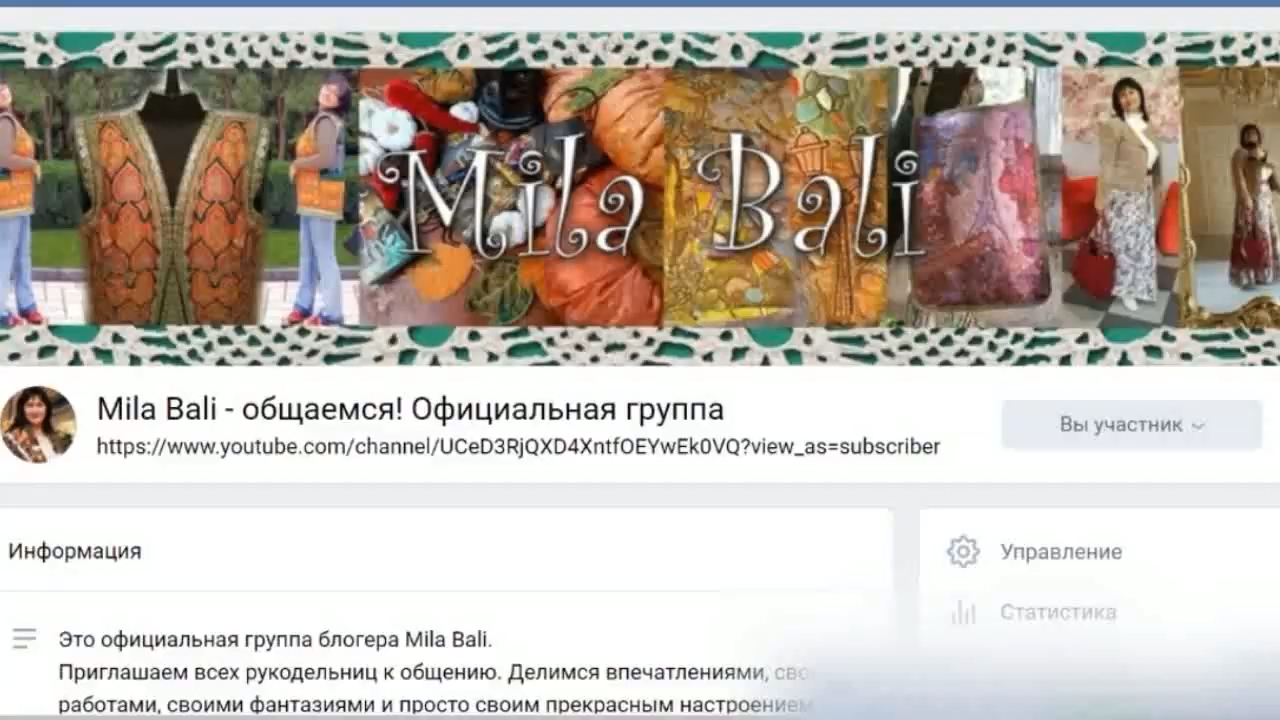 Mila Bali
Mila Bali - общаемся! Официальная группа
https://www.youtube.com/channel/UCeD3RjQXD4XntfOEYwEk0VQ?view_as=subscriber
Вы участник
Информация
Управление
Статистика
Это официальная группа блогера Mila Bali.
Приглашаем всех рукодельниц к общению. Делимся впечатлениями,
работами, своими фантазиями и просто своим прекрасным настроением